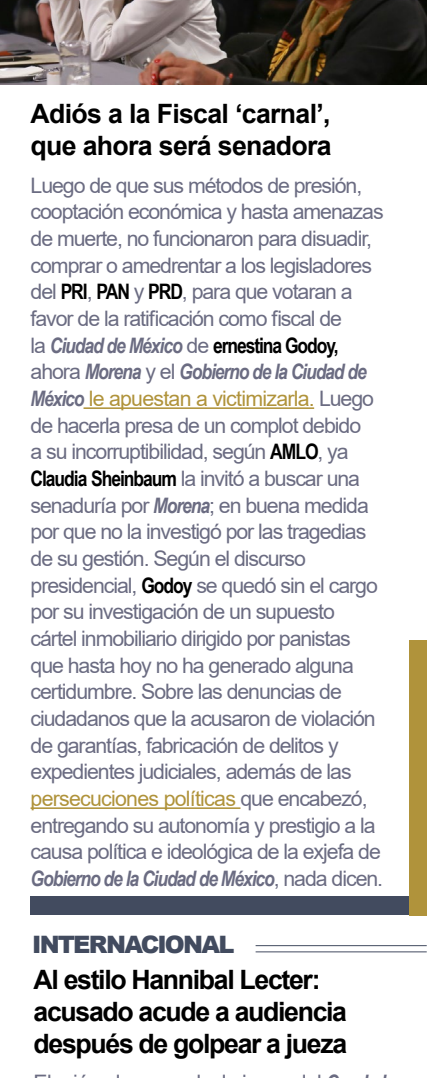 Adiós a la Fiscal ‘carnal’,
que ahora será senadora
Luego de que sus métodos de presión,
cooptación económica y hasta amenazas
de muerte, no funcionaron para disuadir,
comprar o amedrentar a los legisladores
del PRI, PAN y PRD, para que votaran a
favor de la ratificación como fiscal de
la Ciudad de México de ernestina Godoy,
ahora Morena y el Gobierno de la Ciudad de
México le apuestan a victimizarla. Luego
de hacerla presa de un complot debido
a su incorruptibilidad, según AMLO, ya
Claudia Sheinbaum la invitó a buscar una
senaduría por Morena; en buena medida
por que no la investigó por las tragedias
de su gestión. Según el discurso
presidencial, Godoy se quedó sin el cargo
por su investigación de un supuesto
cártel inmobiliario dirigido por panistas
que hasta hoy no ha generado alguna
certidumbre. Sobre las denuncias de
ciudadanos que la acusaron de violación
de garantías, fabricación de delitos y
expedientes judiciales, además de las
persecuciones políticas que encabezó,
entregando su autonomía y prestigio a la
causa política e ideológica de la exjefa de
Gobierno de la Ciudad de México, nada dicen.
INTERNACIONAL
Al estilo Hannibal Lecter:
acusado acude a audiencia
después de golpear a jueza